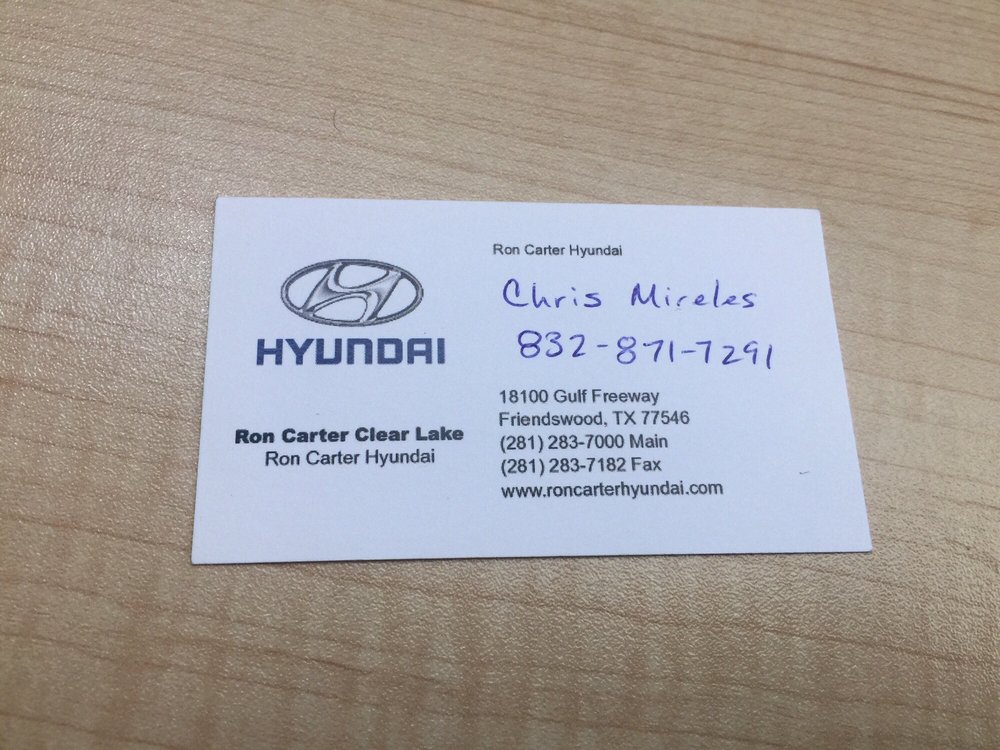 HYUNDAI
Ron Carter Clear Lake
Ron Carter Hyundai
Ron Carter Hyundai
Chris Mireles
832-871-7291
18100 Gulf Freeway
Friendswood, TX 77546
(281) 283-7000 Main
(281) 283-7182 Fax
www.roncarterhyundai.com